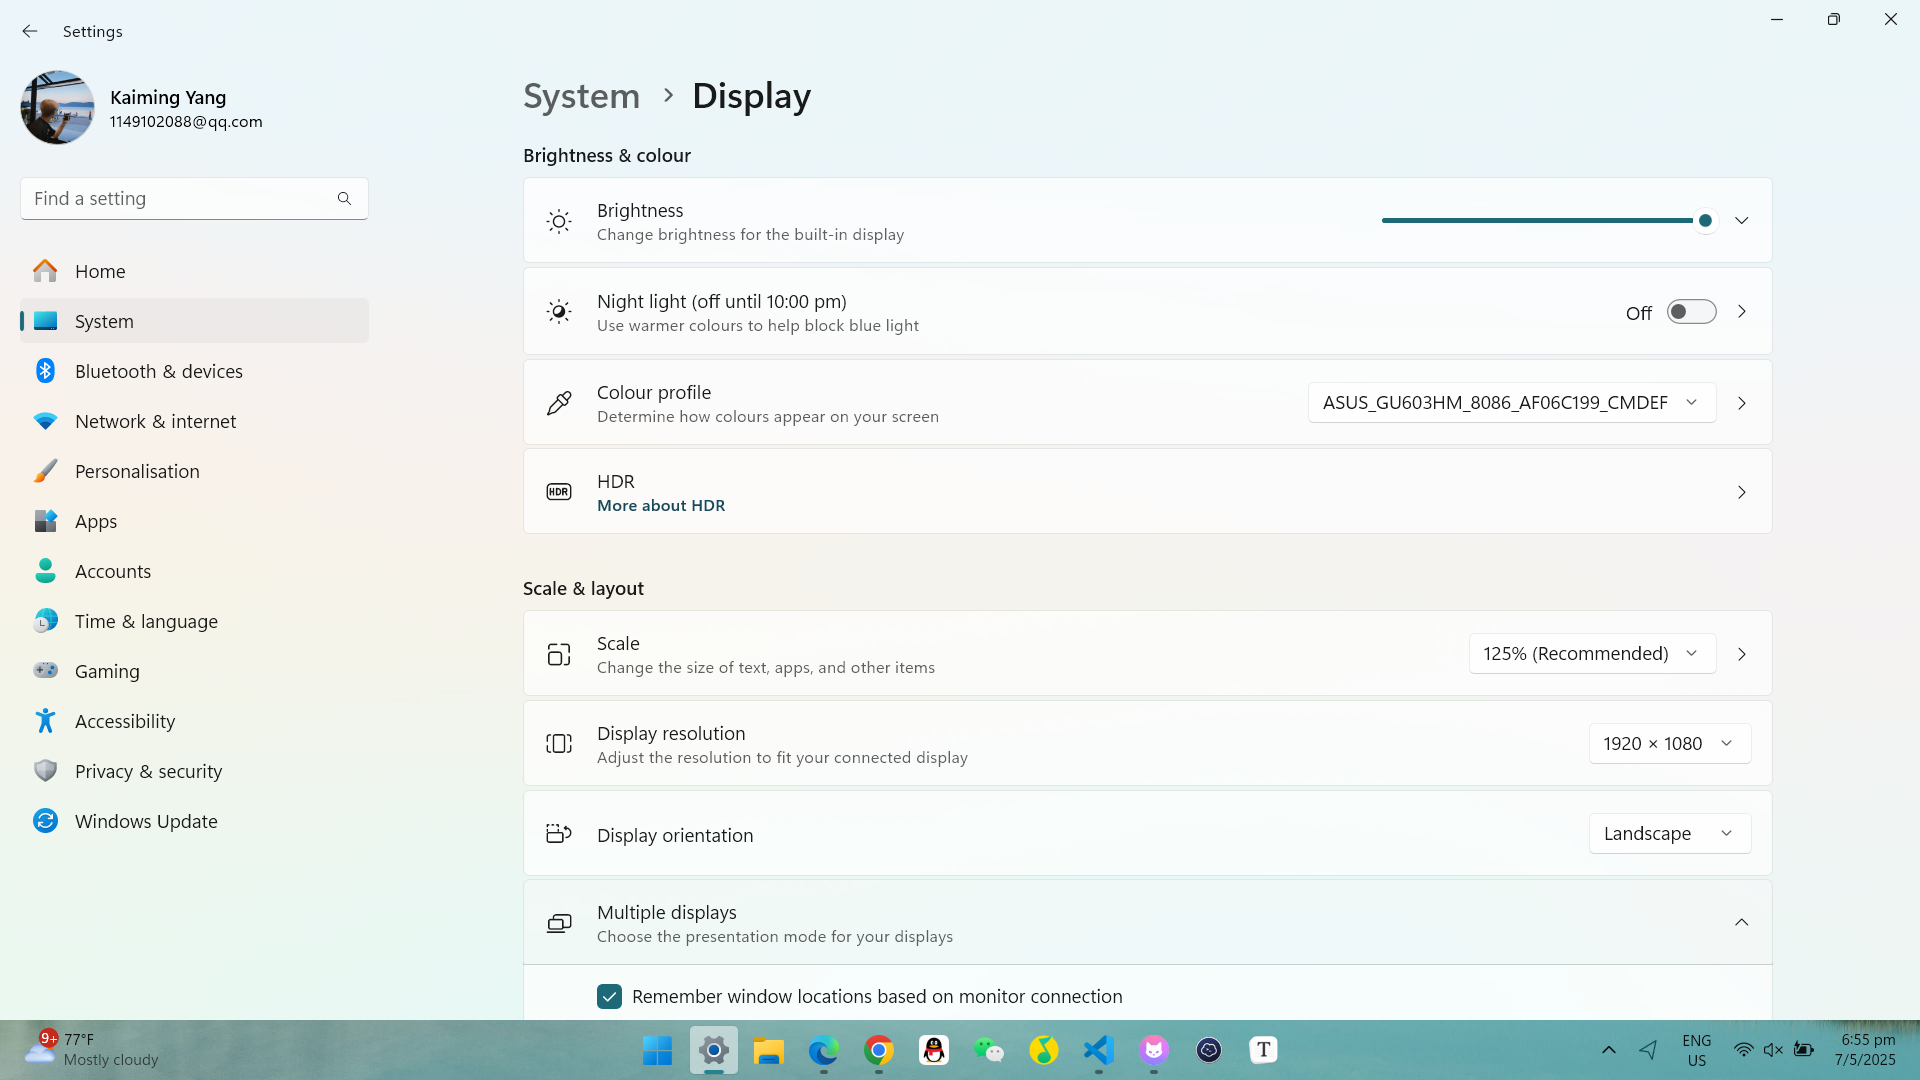 Settings
Kaiming Yang
1149102088@qq.com
Find a setting
Home
System
Bluetooth & devices
Network & internet
Personalisation
Apps
Accounts
Time & language
Gaming
Accessibility
Privacy & security
Windows Update
System > Display
Brightness & colour
Brightness
Change brightness for the built-in display
Night light (off until 10:00 pm)
Use warmer colours to help block blue light
Off
Colour profile
Determine how colours appear on your screen
ASUS_GU603HM_8086_AF06C199_CMDEF
HDR
HDR
More about HDR
Scale & layout
Scale
Change the size of text, apps, and other items
125% (Recommended)
Display resolution
Adjust the resolution to fit your connected display
1920 × 1080
Display orientation
Landscape
Multiple displays
Choose the presentation mode for your displays
Remember window locations based on monitor connection
9+
77°F
Mostly cloudy
T
ENG
US
6:55 pm
7/5/2025